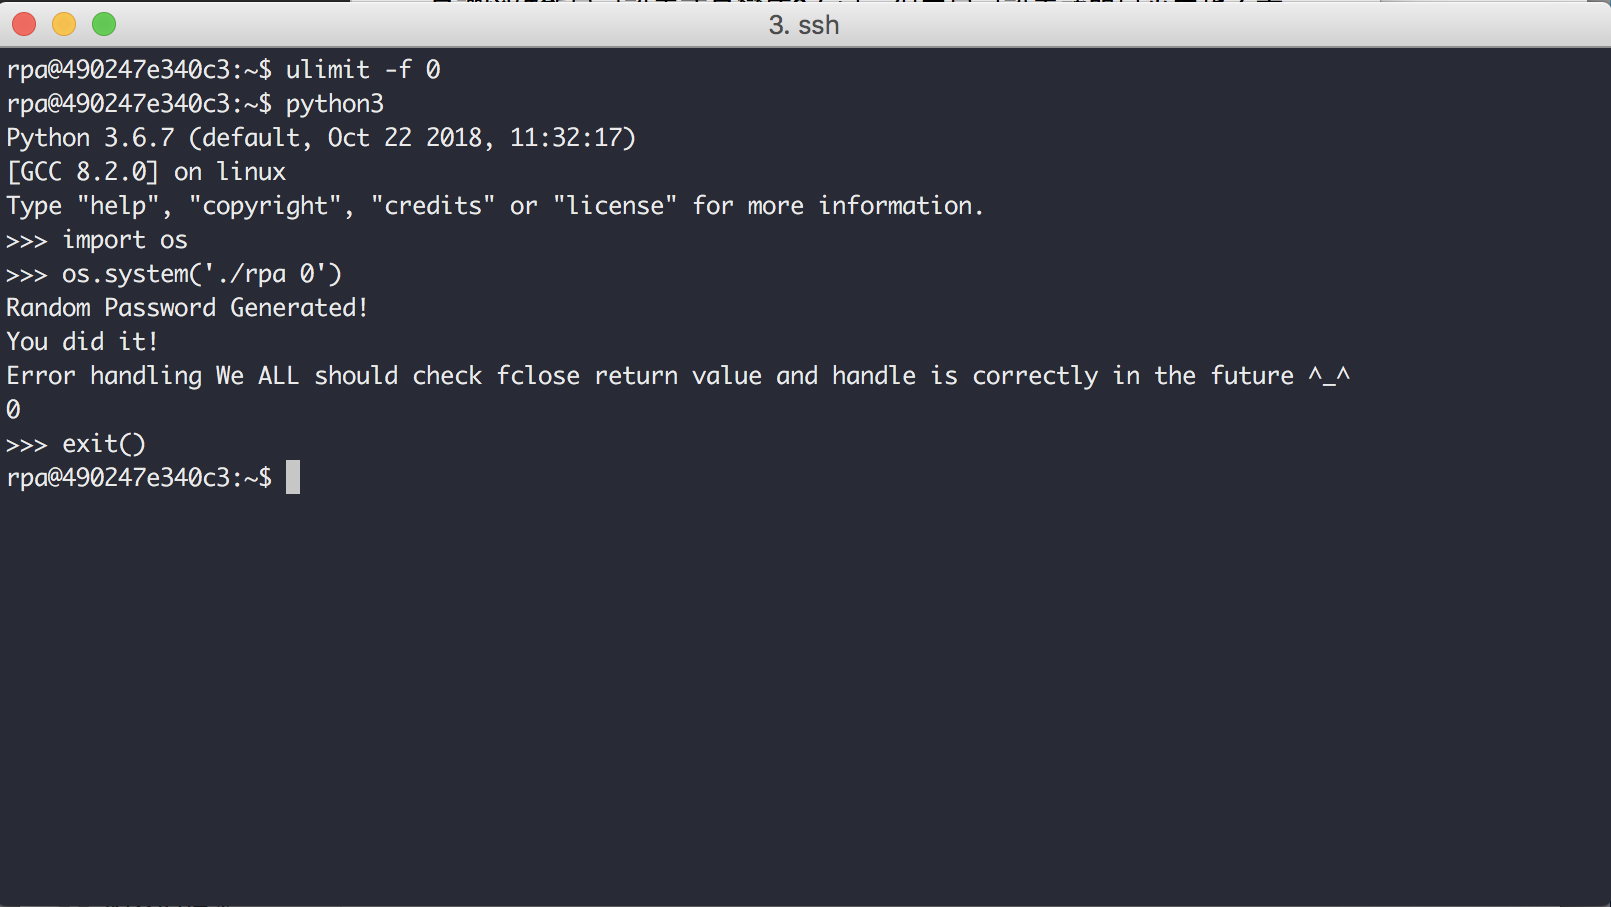 3. ssh
rpa@490247e340c3:~$ ulimit -f 0
rpa@490247e340c3:~$ python3
Python 3.6.7 (default, Oct 22 2018, 11:32:17)
[GCC 8.2.0] on linux
Type "help", "copyright", "credits" or "license" for more information.
>>> import os
>>> os.system('./rpa 0')
Random Password Generated!
You did it!
Error handling We ALL should check fclose return value and handle is correctly in the future ^_^
0
>>> exit()
rpa@490247e340c3:~$